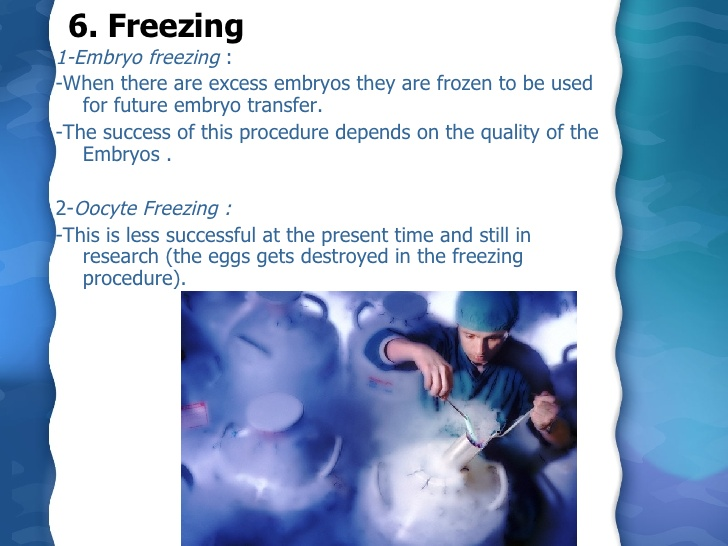 6. Freezing
1-Embryo freezing :
-When there are excess embryos they are frozen to be used
for future embryo transfer.
-The success of this procedure depends on the quality of the
Embryos .
2-Oocyte Freezing :
-This is less successful at the present time and still in
research (the eggs gets destroyed in the freezing
procedure).